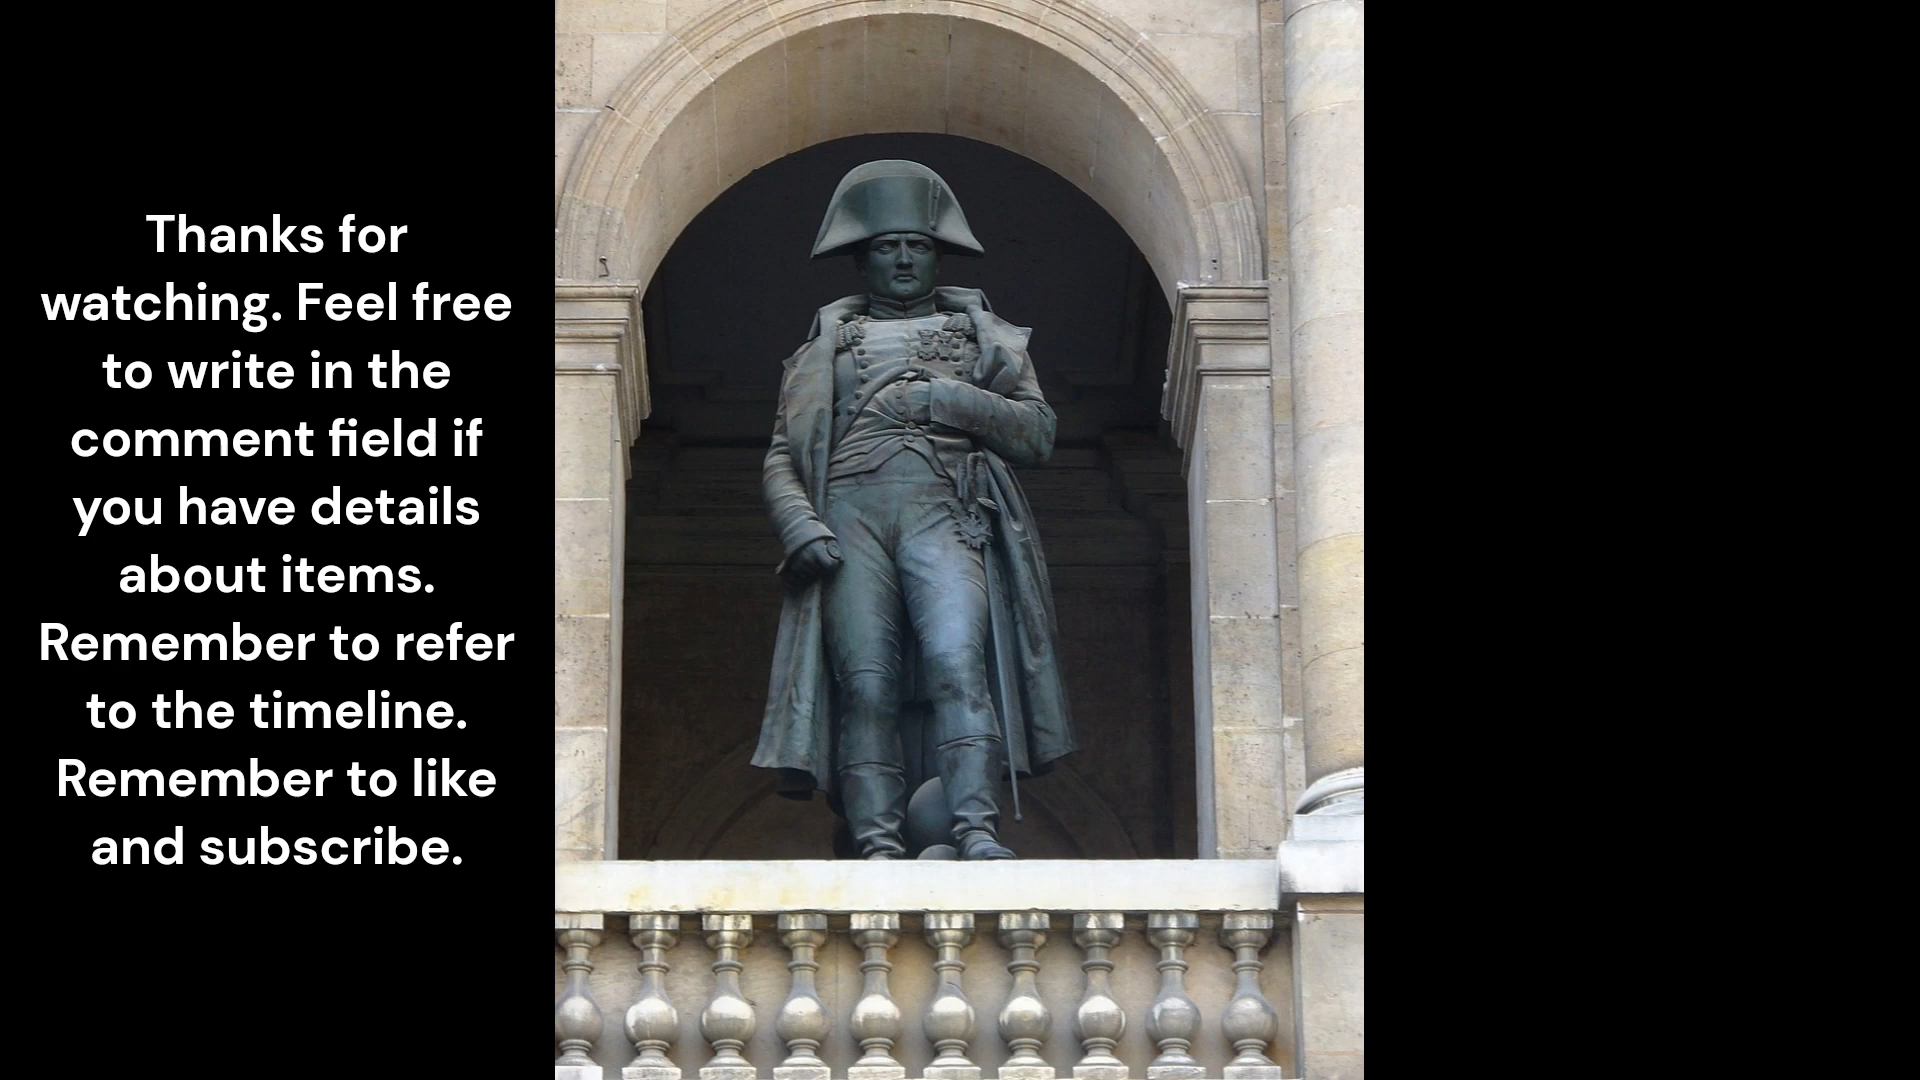 Thanks for
watching. Feel free
to write in the
comment field if
you have details
about items.
Remember to refer
to the timeline.
Remember to like
and subscribe.